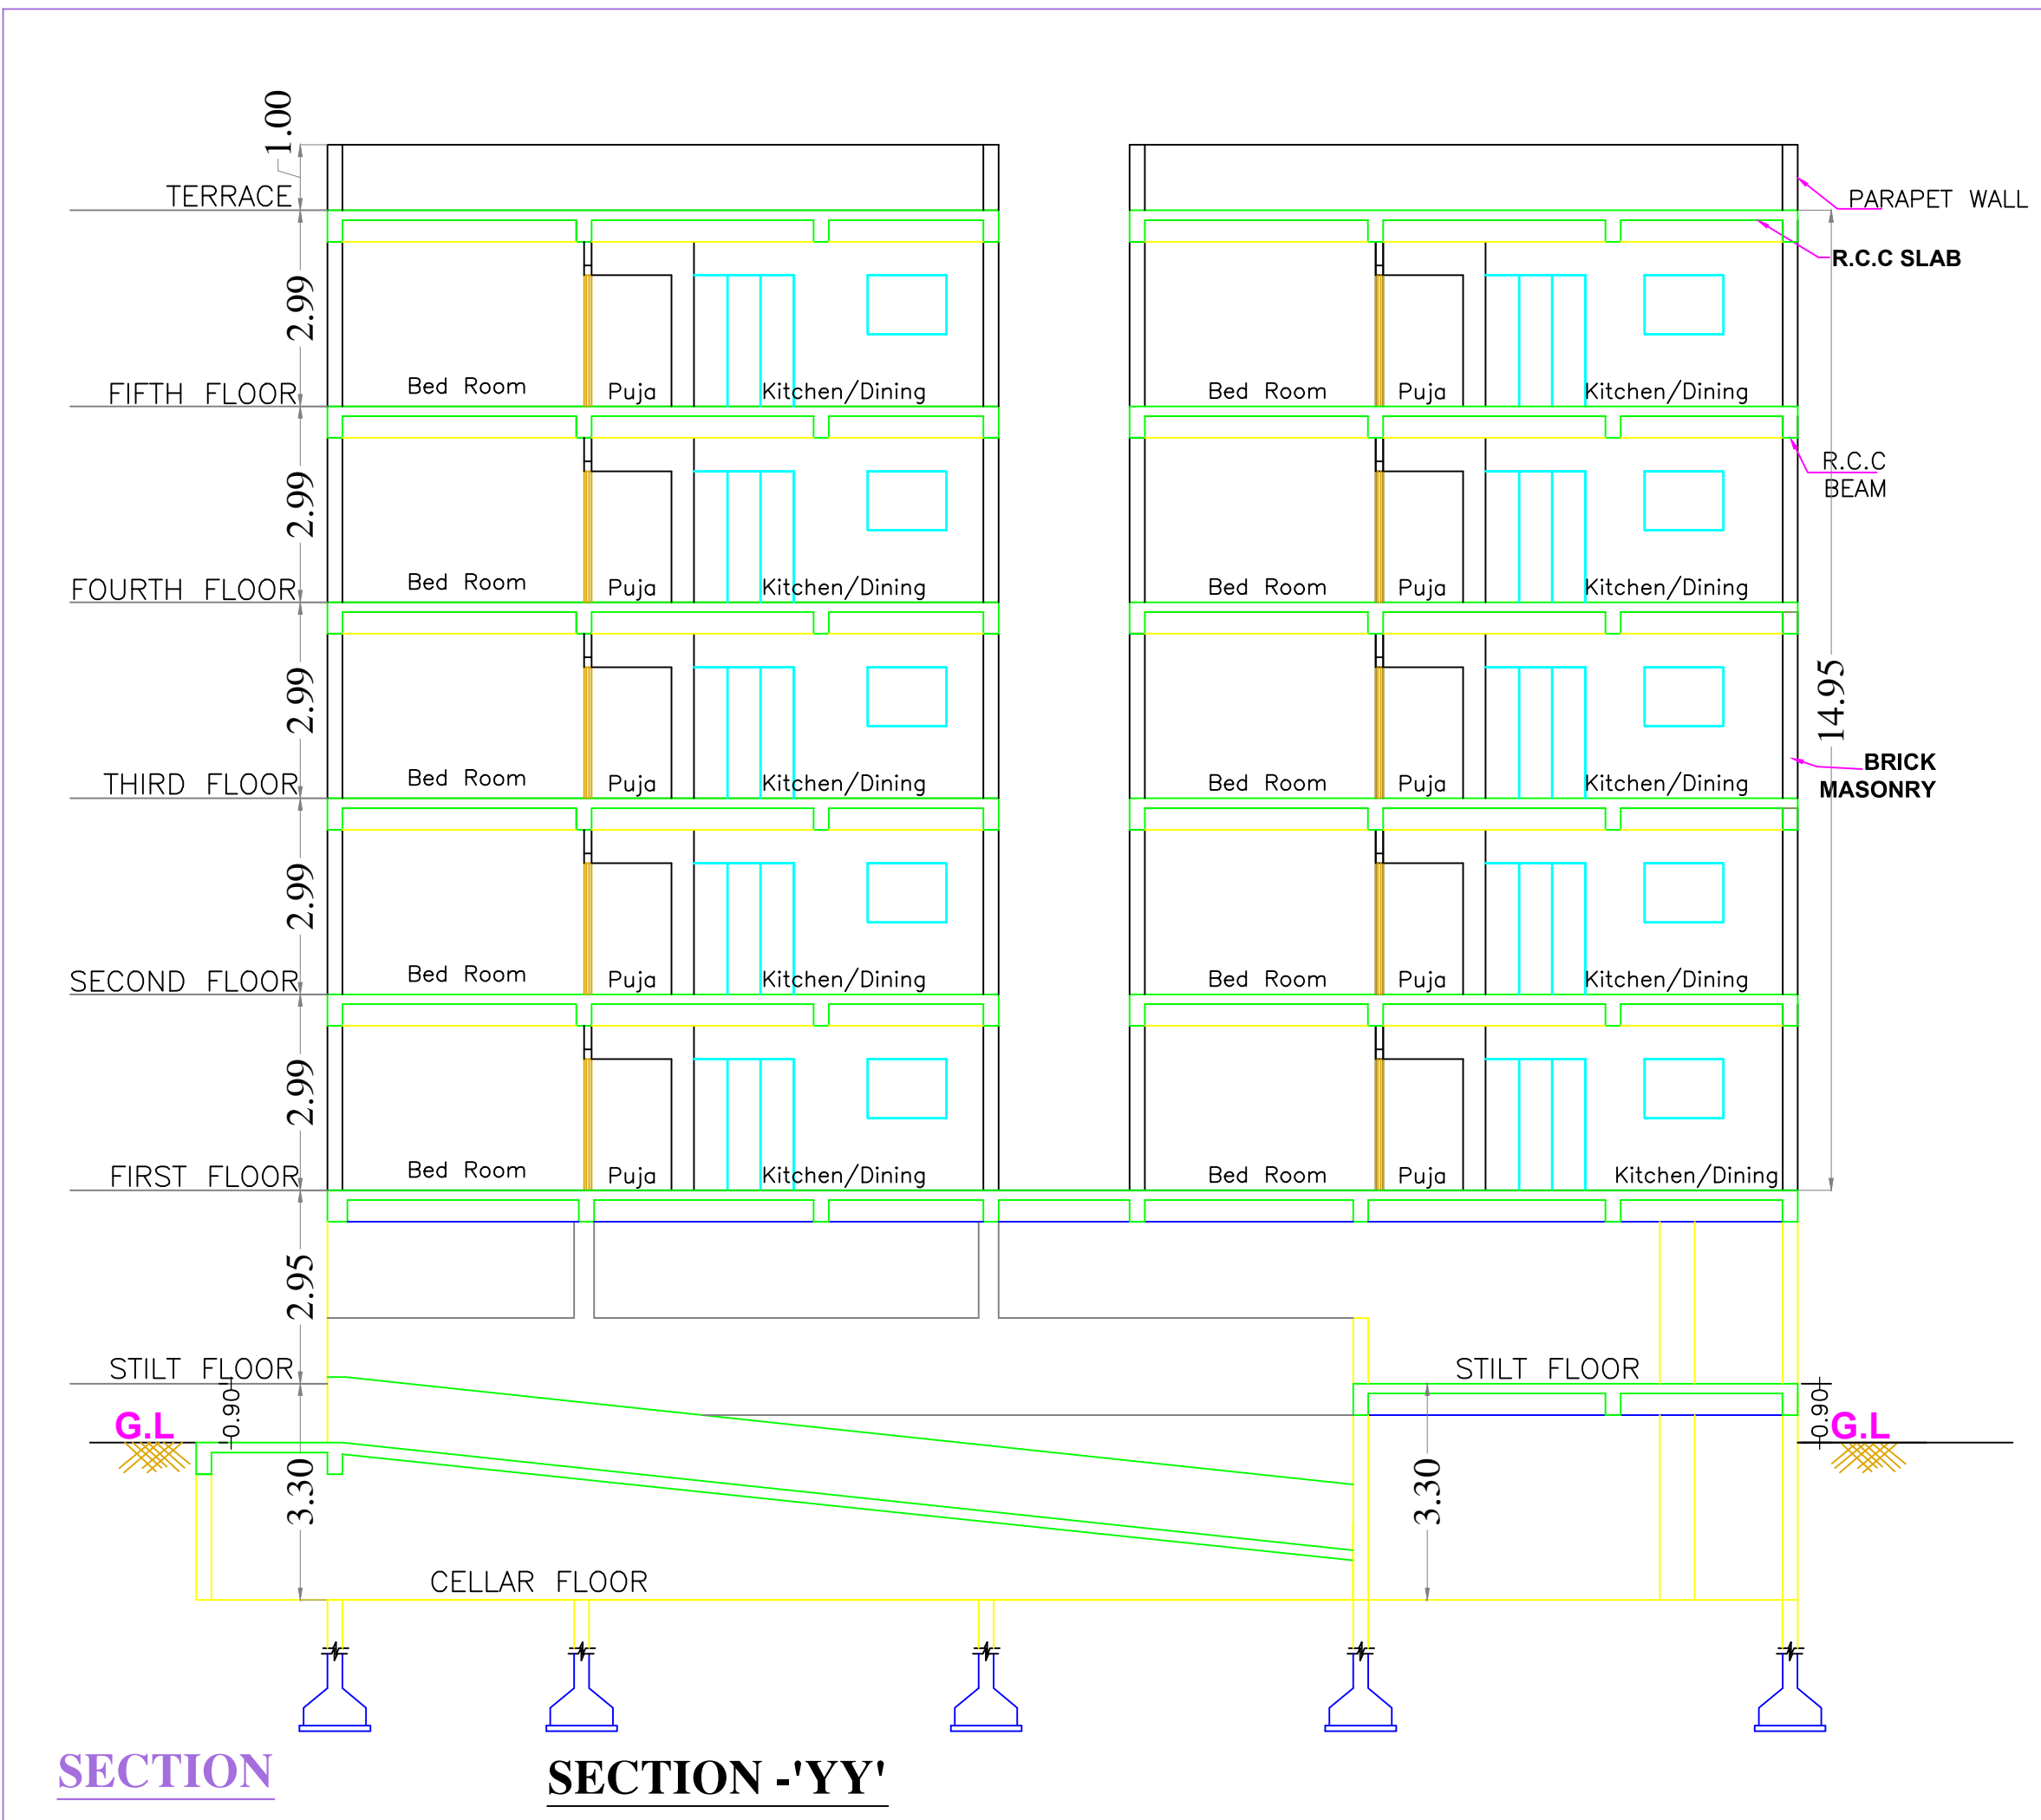 1.00
TERRACE
PARAPET WALL
R.C.C SLAB
2.99
FIFTH FLOOR
Bed Room
Puja
Kitchen/Dining
Bed Room
Puja
Kitchen/Dining
R.C.C
BEAM
2.99
FOURTH FLOOR
Bed Room
Puja
Kitchen/Dining
Bed Room
Puja
Kitchen/Dining
2.99
14.95
BRICK
MASONRY
THIRD FLOOR
Bed Room
Puja
Kitchen/Dining
Bed Room
Puja
Kitchen/Dining
2.99
SECOND FLOOR
Bed Room
Puja
Kitchen/Dining
Bed Room
Puja
Kitchen/Dining
2.99
FIRST FLOOR
Bed Room
Puja
Kitchen/Dining
Bed Room
Puja
Kitchen/Dining
2.95
STILT FLOOR
STILT FLOOR
0.90
0.90
G.L
G.L
3.30
3.30
CELLAR FLOOR
SECTION
SECTION -'YY'